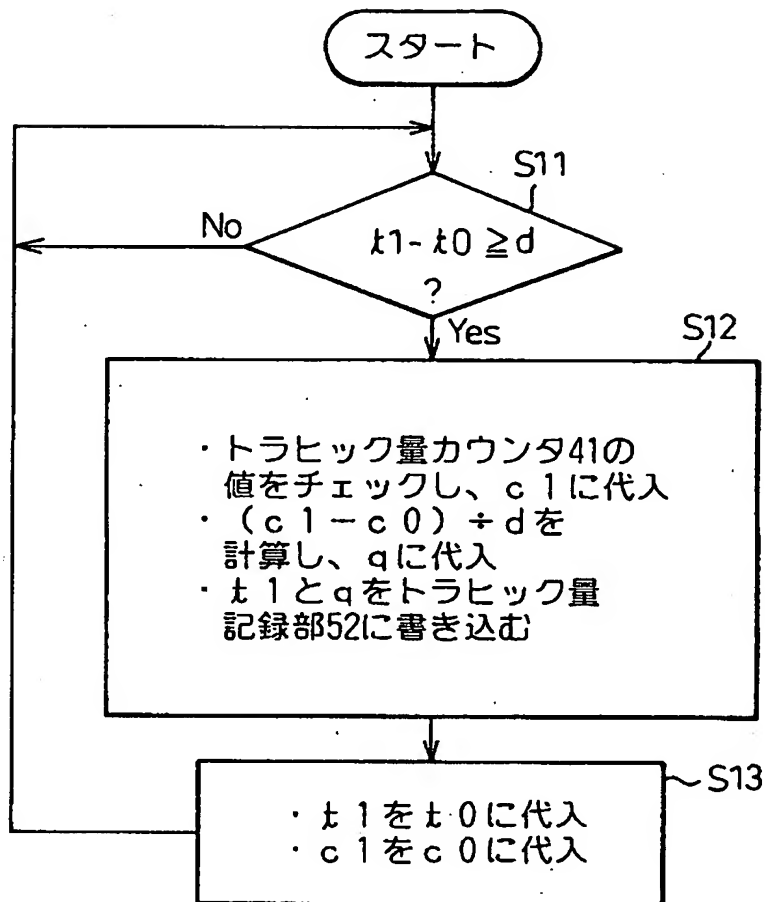 スタート
S11
No
t1-t0≧d
?
Yes
S12
・トラヒック量カウンタ41の
値をチェックし、c1に代入
・(c1-c0)÷dを
計算し、qに代入
・t1とqをトラヒック量
記録部52に書き込む
S13
・t1をt0に代入
・c1をc0に代入